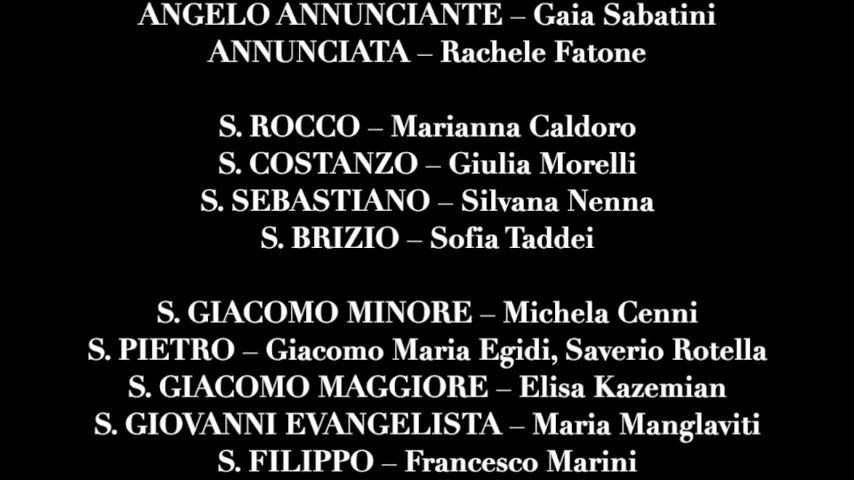 ANGELO ANNUNCIANTE – Gaia Sabatini
ANNUNCIATA – Rachele Fatone
S. ROCCO – Marianna Caldoro
S. COSTANZO – Giulia Morelli
S. SEBASTIANO – Silvana Nenna
S. BRIZIO – Sofia Taddei
S. GIACOMO MINORE – Michela Cenni
S. PIETRO – Giacomo Maria Egidi, Saverio Rotella
S. GIACOMO MAGGIORE – Elisa Kazemian
S. GIOVANNI EVANGELISTA – Maria Manglaviti
S. FILIPPO – Francesco Marini